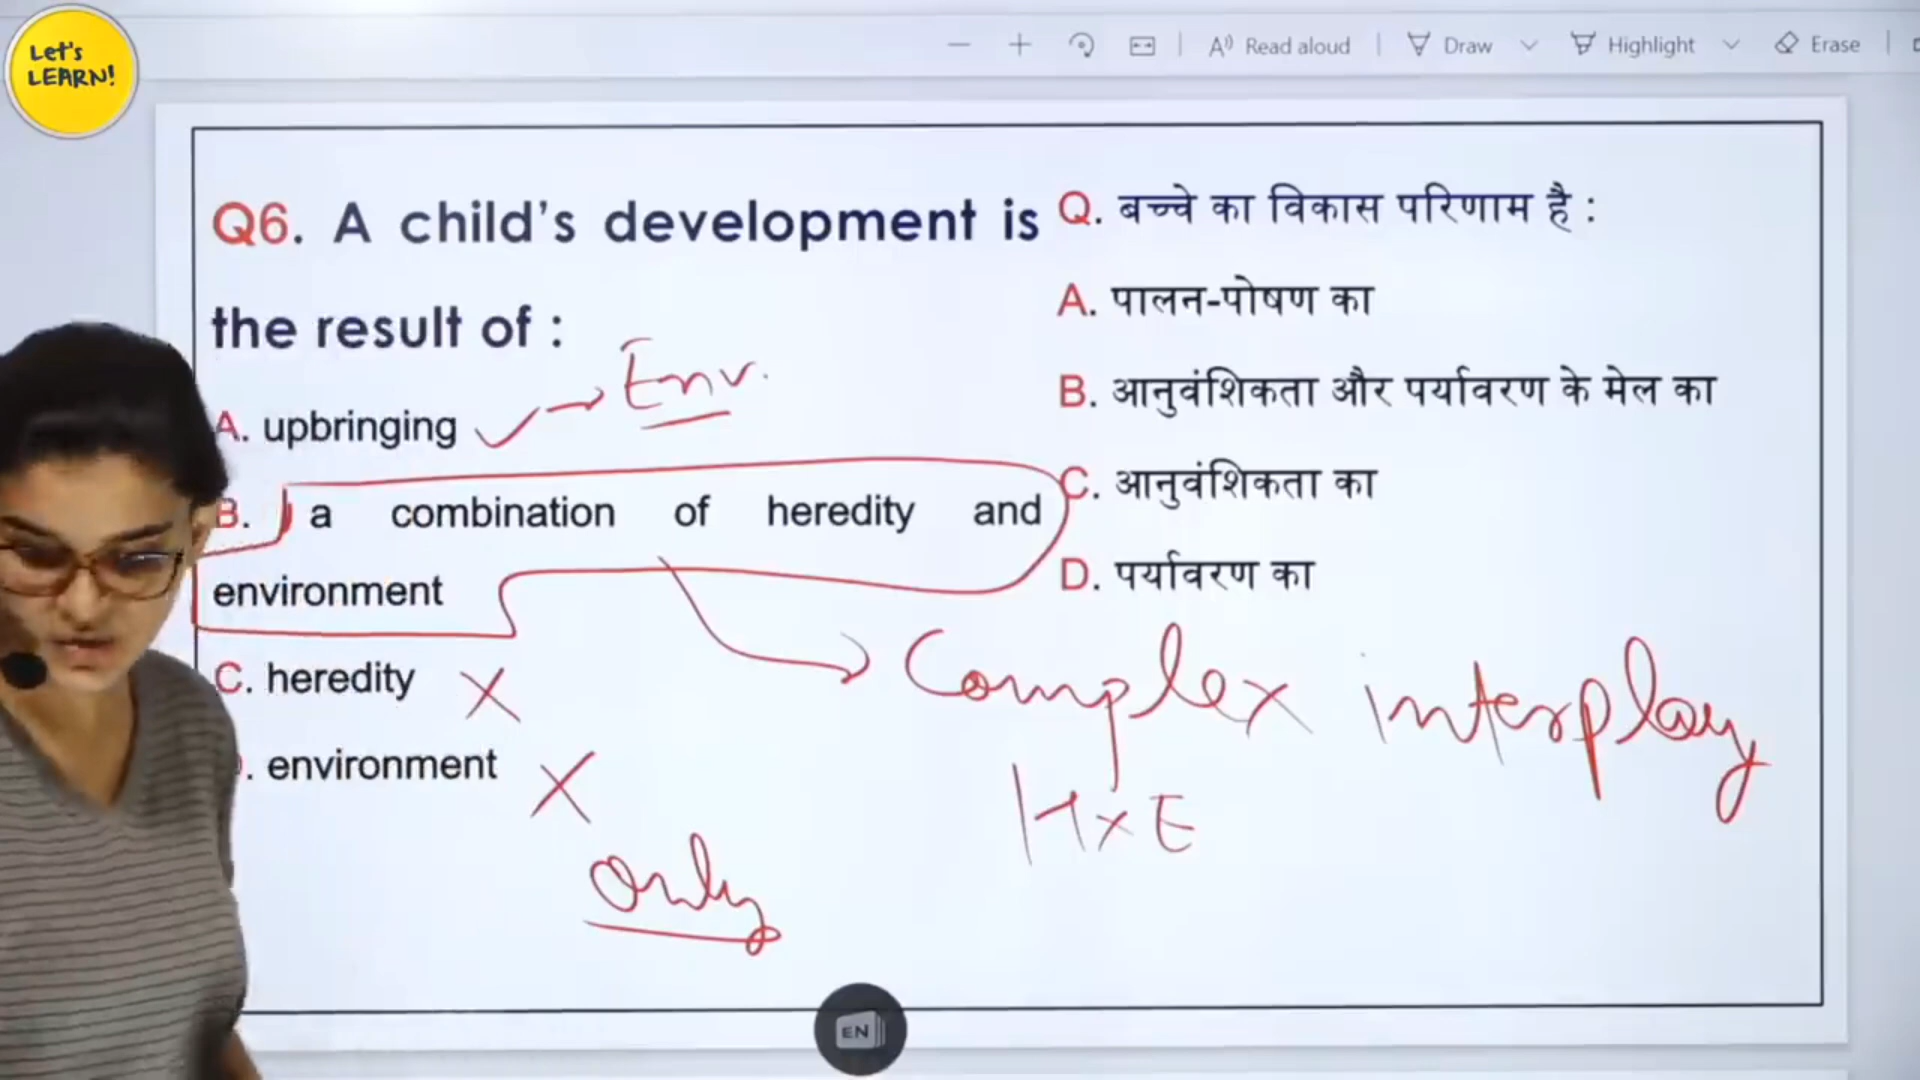 Let's
LEARN!
Read aloud
Draw
Highlight
Erase
Q6. A child's development is
the result of :
A. upbringing
Env.
B. a combination of heredity and
environment
C. heredity
. environment
only
Complex interplay
H x E
Q. बच्चे का विकास परिणाम है :
A. पालन-पोषण का
B. आनुवंशिकता और पर्यावरण के मेल का
C. आनुवंशिकता का
D. पर्यावरण का
EN